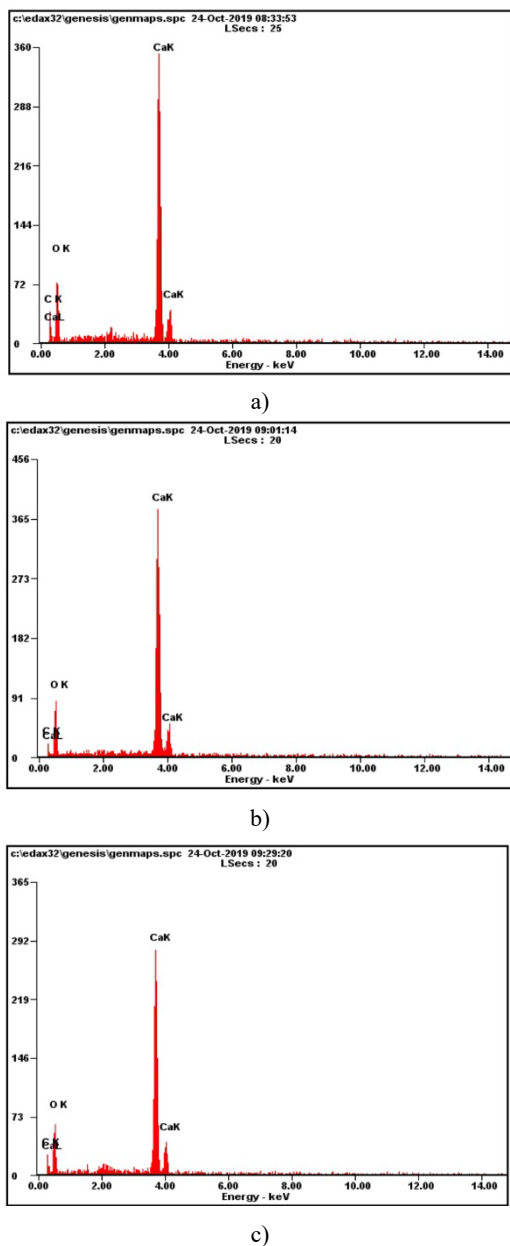 c:\edax32\genesis\genmaps.spc 24-Oct-2019 08:33:53
LSecs : 25
CaK
360
288
216
144
O K
72
C K
CaK
CaL
0
0.00 2.00 4.00 6.00 8.00 10.00 12.00 14.00
Energy - keV
a)
c:\edax32\genesis\genmaps.spc 24-Oct-2019 09:01:14
LSecs : 20
456
CaK
365
273
182
O K
91
CaK
C K
CaL
0
0.00 2.00 4.00 6.00 8.00 10.00 12.00 14.00
Energy - keV
b)
c:\edax32\genesis\genmaps.spc 24-Oct-2019 09:29:20
LSecs : 20
365
CaK
292
219
146
O K
73
CaK
C K
CaL
0
0.00 2.00 4.00 6.00 8.00 10.00 12.00 14.00
Energy - keV
c)